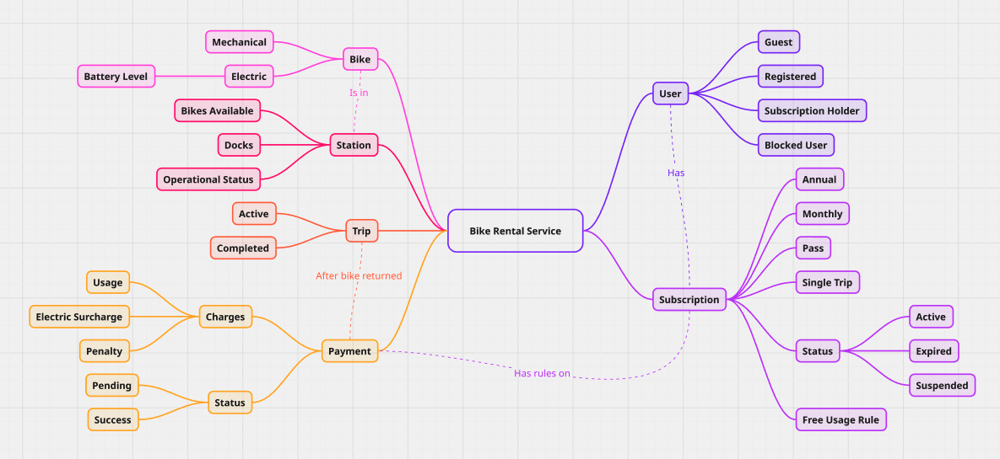 Bike Rental Service
Bike
Mechanical
Electric
Battery Level
Is in
Station
Bikes Available
Docks
Operational Status
Trip
Active
Completed
After bike returned
Payment
Charges
Usage
Electric Surcharge
Penalty
Status
Pending
Success
User
Guest
Registered
Subscription Holder
Blocked User
Has
Subscription
Annual
Monthly
Pass
Single Trip
Status
Active
Expired
Suspended
Free Usage Rule
Has rules on